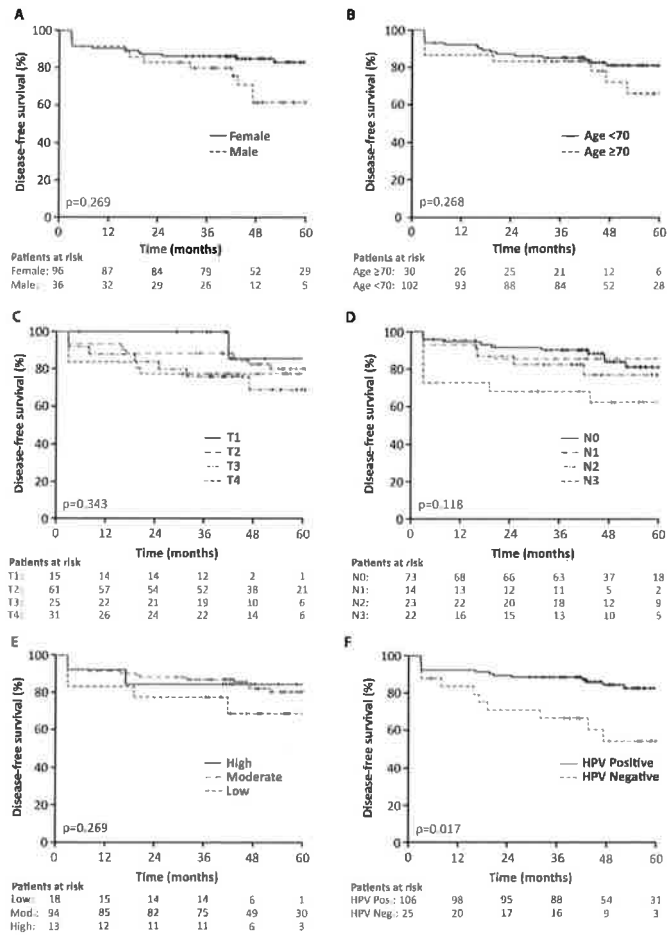 A
Disease-free survival (%)
100
80
60
40
20
0
Female
Male
p=0.269
0 12 24 36 48 60
Time (months)
Patients at risk
Female: 96 87 84 79 52 29
Male: 36 32 29 26 12 5
B
Disease-free survival (%)
100
80
60
40
20
0
Age <70
Age ≥70
p=0.268
0 12 24 36 48 60
Time (months)
Patients at risk
Age ≥70: 30 26 25 21 12 6
Age <70: 102 93 88 84 52 28
C
Disease-free survival (%)
100
80
60
40
20
0
T1
T2
T3
T4
p=0.343
0 12 24 36 48 60
Time (months)
Patients at risk
T1: 15 14 14 12 2 1
T2: 61 57 54 52 38 21
T3: 25 22 21 19 10 6
T4: 31 26 24 22 14 6
D
Disease-free survival (%)
100
80
60
40
20
0
N0
N1
N2
N3
p=0.118
0 12 24 36 48 60
Time (months)
Patients at risk
N0: 73 68 66 63 37 18
N1: 14 13 12 11 5 2
N2: 23 22 20 18 12 9
N3: 22 16 15 13 10 5
E
Disease-free survival (%)
100
80
60
40
20
0
High
Moderate
Low
p=0.269
0 12 24 36 48 60
Time (months)
Patients at risk
Low: 18 15 14 14 6 1
Mod.: 94 85 82 75 49 30
High: 13 12 11 11 6 3
F
Disease-free survival (%)
100
80
60
40
20
0
HPV Positive
HPV Negative
p=0.017
0 12 24 36 48 60
Time (months)
Patients at risk
HPV Pos.: 106 98 95 88 54 31
HPV Neg.: 25 20 17 16 9 3